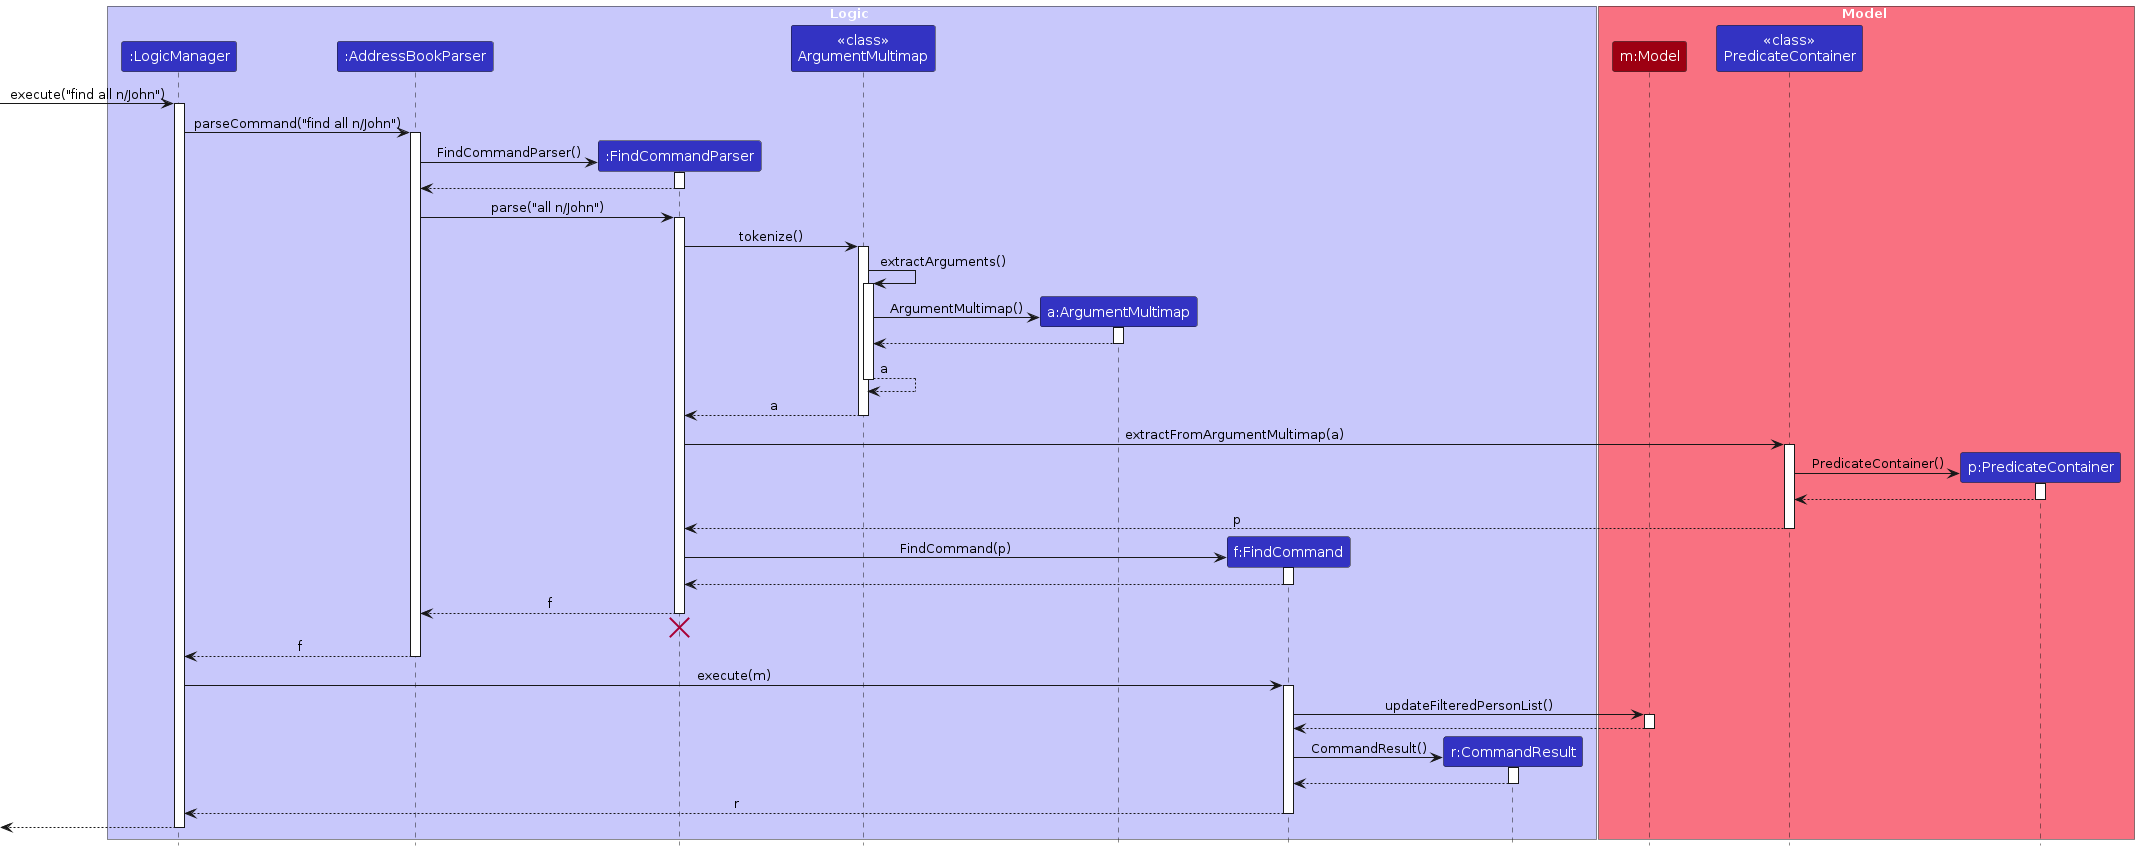 Logic
Model
«class»
ArgumentMultimap
«class»
PredicateContainer
:LogicManager
:AddressBookParser
m:Model
execute("find all n/John")
parseCommand("find all n/John")
FindCommandParser()
:FindCommandParser
parse("all n/John")
tokenize()
extractArguments()
ArgumentMultimap()
a:ArgumentMultimap
a
a
extractFromArgumentMultimap(a)
PredicateContainer()
p:PredicateContainer
p
FindCommand(p)
f:FindCommand
f
f
execute(m)
updateFilteredPersonList()
CommandResult()
r:CommandResult
r